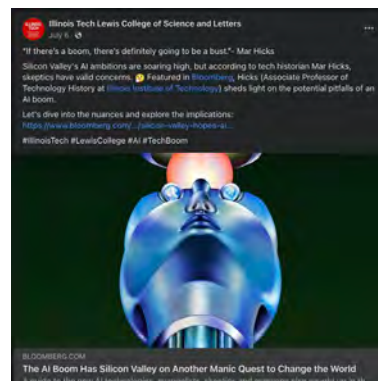 Illinois Tech Lewis College of Science and Letters
July 6 ·
"If there's a boom, there's definitely going to be a bust."- Mar Hicks
Silicon Valley's AI ambitions are soaring high, but according to tech historian Mar Hicks,
skeptics have valid concerns. 🤔 Featured in Bloomberg, Hicks (Associate Professor of
Technology History at Illinois Institute of Technology) sheds light on the potential pitfalls of an
AI boom.
Let's dive into the nuances and explore the implications:
https://www.bloomberg.com/.../silicon-valley-hopes-ai...
#IllinoisTech #LewisCollege #AI #TechBoom
BLOOMBERG.COM
The AI Boom Has Silicon Valley on Another Manic Quest to Change the World